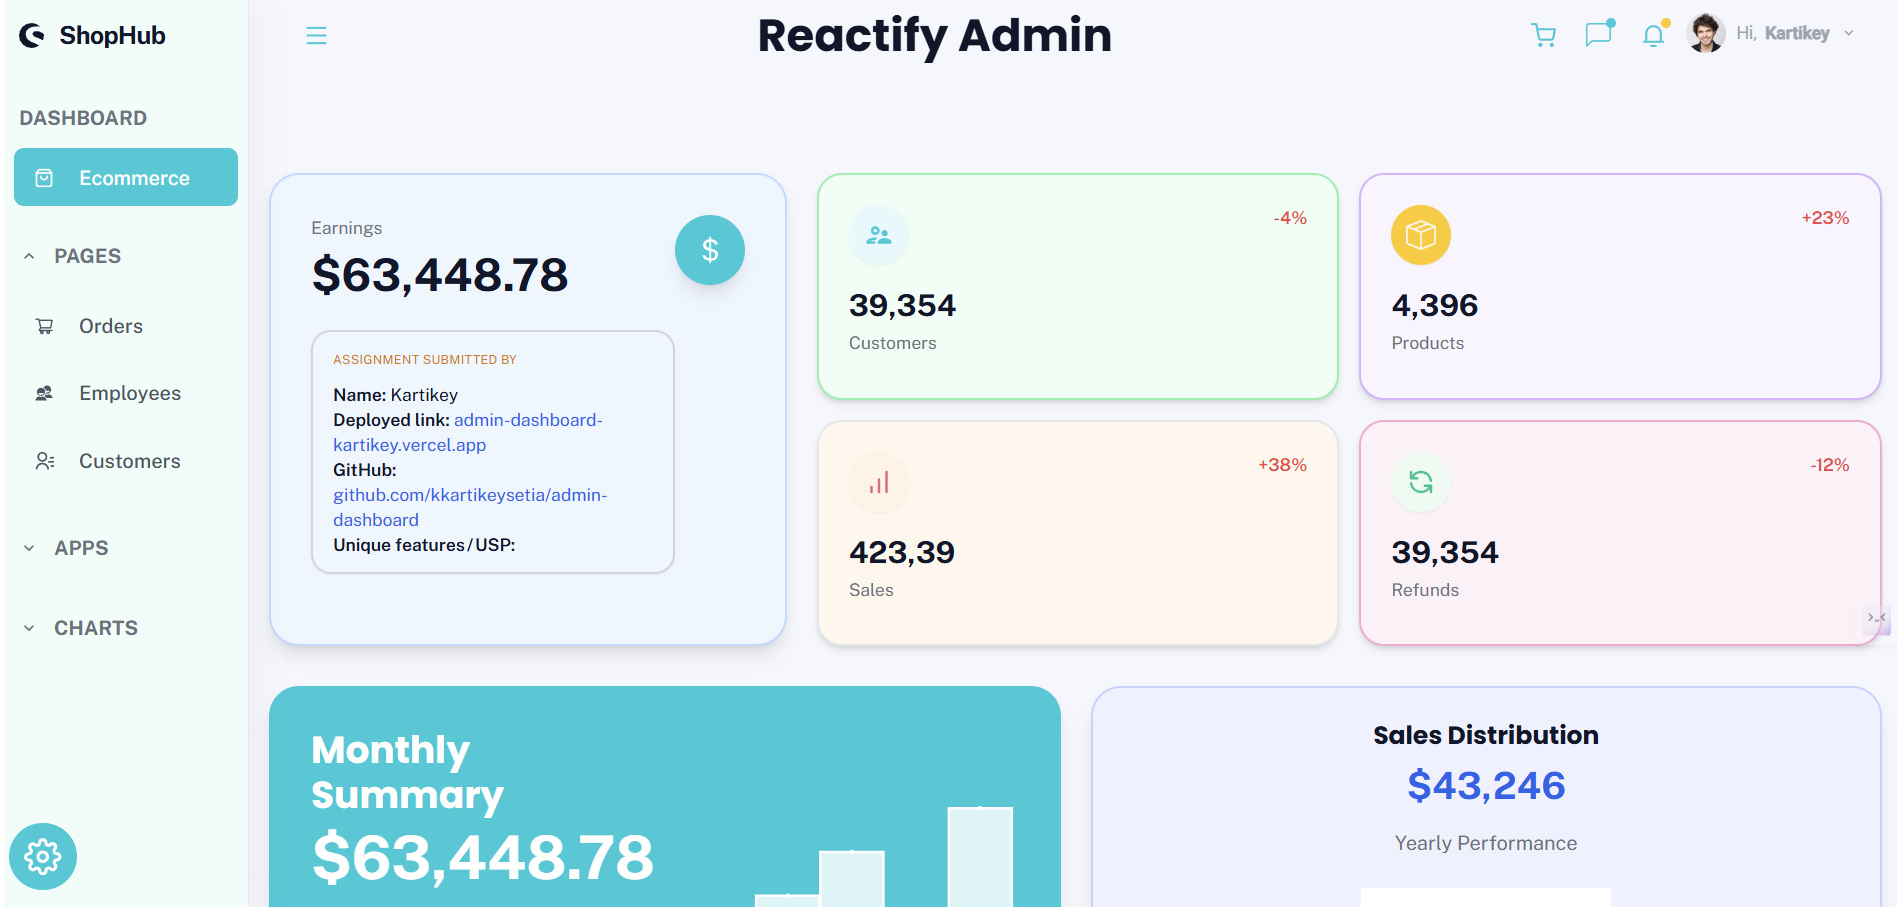 ShopHub
Reactify Admin
Hi, Kartikey
DASHBOARD
Ecommerce
PAGES
Orders
Employees
Customers
APPS
CHARTS
Earnings
$63,448.78
$
ASSIGNMENT SUBMITTED BY
Name: Kartikey
Deployed link: admin-dashboard-
kartikey.vercel.app
GitHub:
github.com/kkartikeysetia/admin-
dashboard
Unique features/USP:
-4%
39,354
Customers
+23%
4,396
Products
+38%
423,39
Sales
-12%
39,354
Refunds
Monthly
Summary
$63,448.78
Sales Distribution
$43,246
Yearly Performance